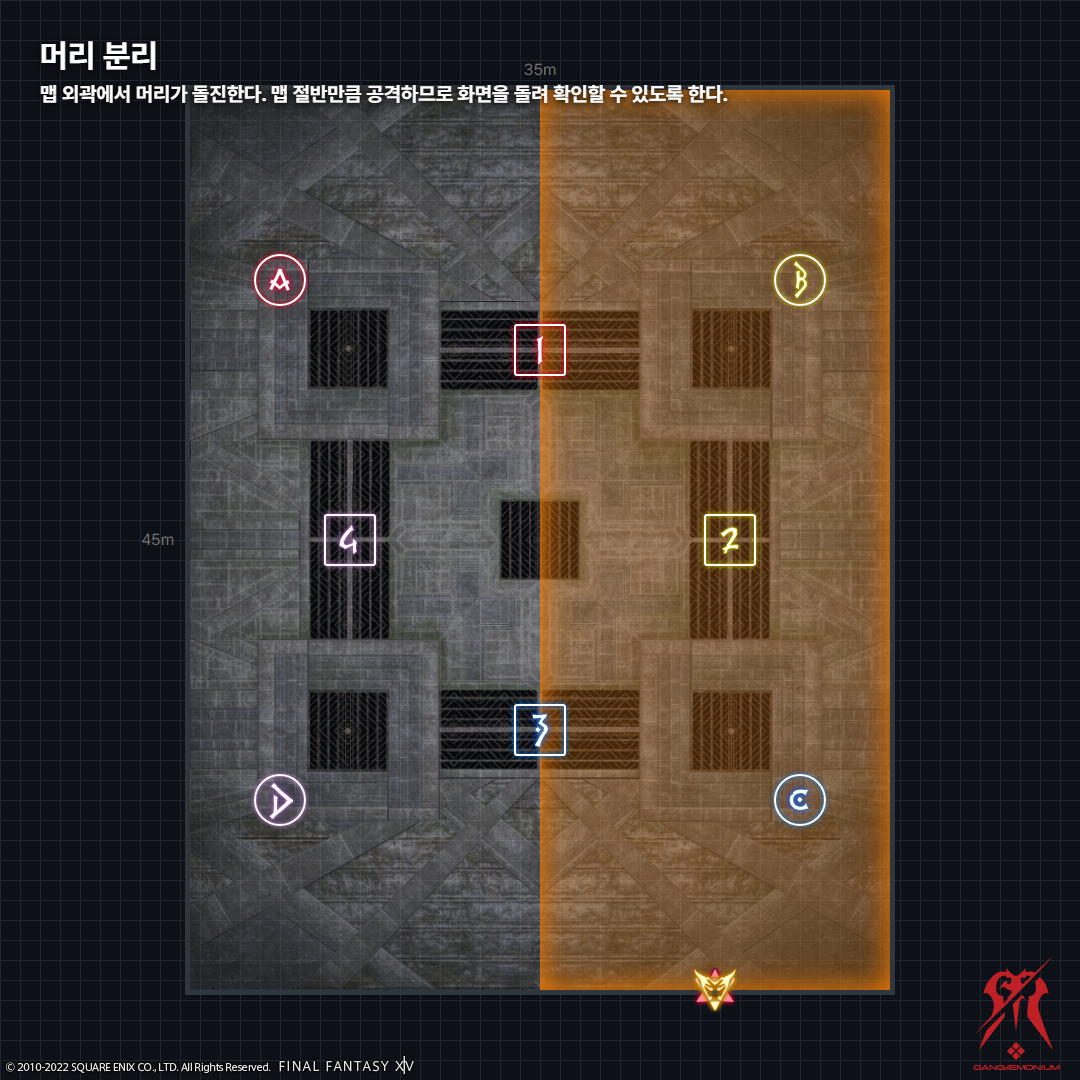 머리 분리
35m
맵 외곽에서 머리가 돌진한다. 맵 절반만큼 공격하므로 화면을 돌려 확인할 수 있도록 한다.
A
B
1
4
45m
2
3
D
C
GANGÆMONIUM
© 2010-2022 SQUARE ENIX CO., LTD. All Rights Reserved. FINAL FANTASY XIV